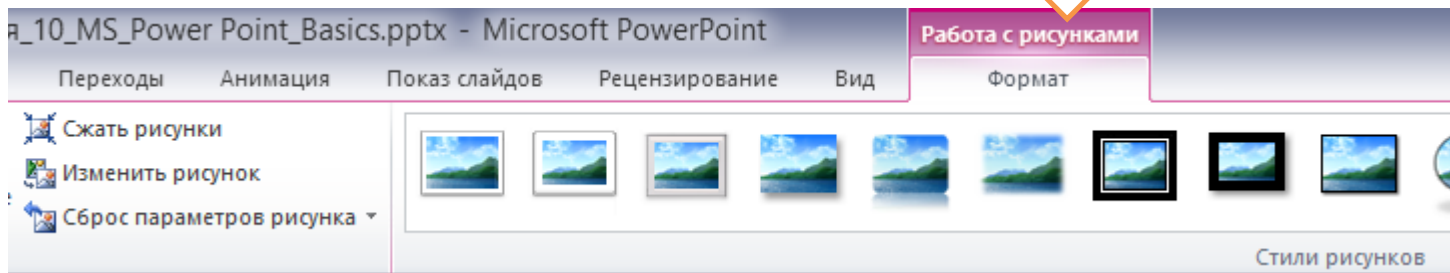 я_10_MS_Power Point_Basics.pptx - Microsoft PowerPoint
Работа с рисунками
Переходы Анимация Показ слайдов Рецензирование Вид Формат
Сжать рисунки
Изменить рисунок
Сброс параметров рисунка
Стили рисунков